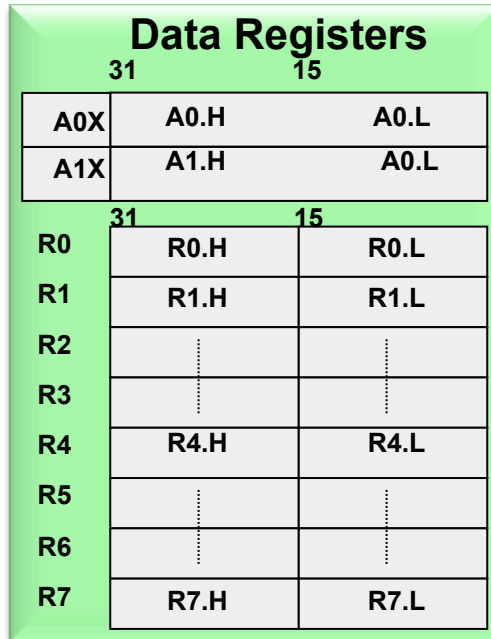 Data Registers
31 15
A0X A0.H A0.L
A1X A1.H A0.L
31 15
R0 R0.H R0.L
R1 R1.H R1.L
R2
R3
R4 R4.H R4.L
R5
R6
R7 R7.H R7.L